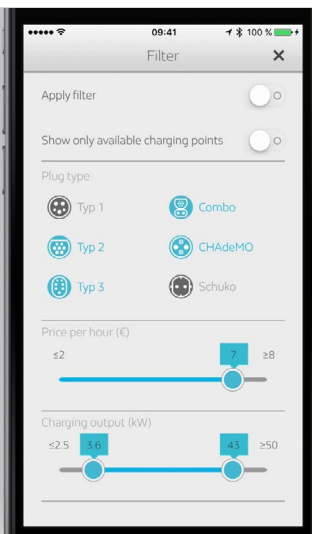 09:41 100 %
Filter
Apply filter
Show only available charging points
Plug type
Typ 1 Combo
Typ 2 CHAdeMO
Typ 3 Schuko
Price per hour (€)
≤2 7 ≥8
Charging output (kW)
≤2.5 3.6 43 ≥50